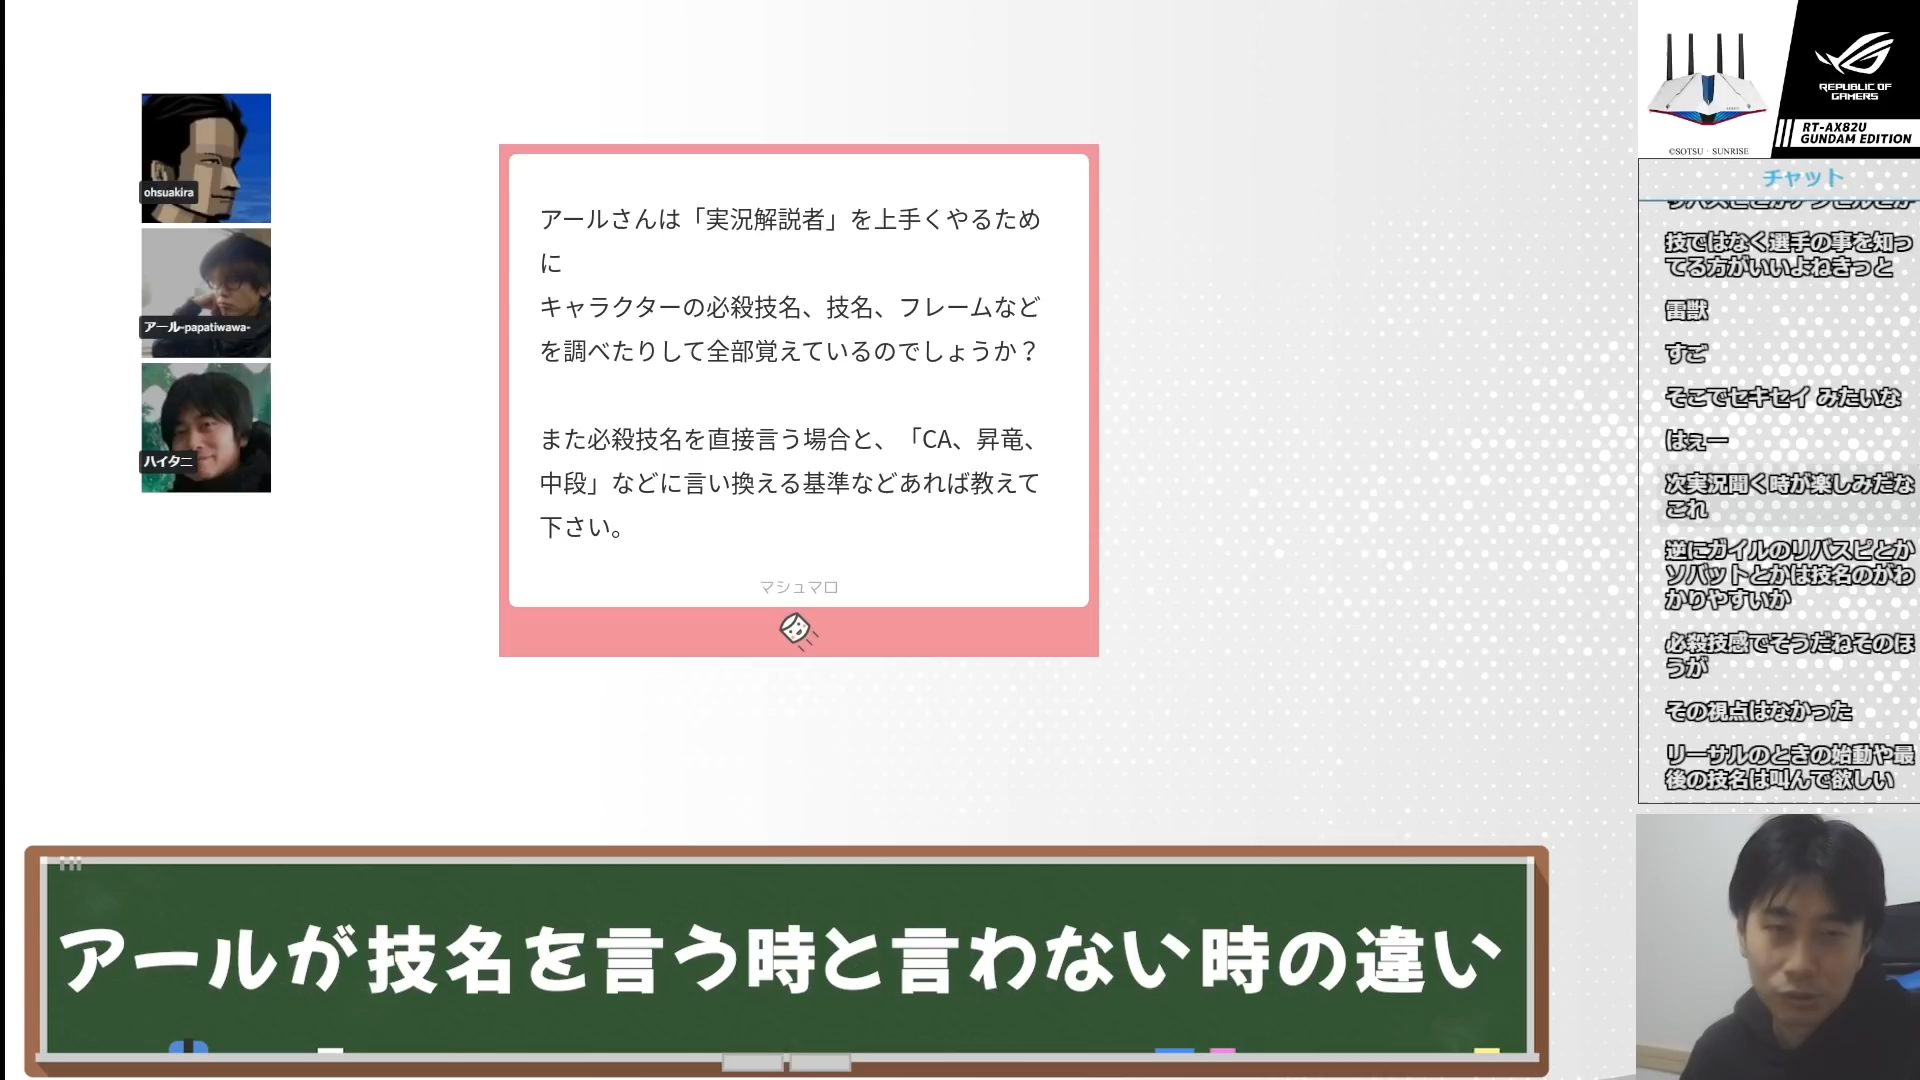 ohsuakira
アール-papatiwawa-
ハイタニ
アールさんは「実況解説者」を上手くやるため
に
キャラクターの必殺技名、技名、フレームなど
を調べたりして全部覚えているのでしょうか？
また必殺技名を直接言う場合と、「CA、昇竜、
中段」などに言い換える基準などあれば教えて
下さい。
マシュマロ
アールが技名を言う時と言わない時の違い
REPUBLIC OF
GAMERS
RT-AX82U
GUNDAM EDITION
©SOTSU・SUNRISE
チャット
技ではなく選手の事を知っ
てる方がいいよねきっと
雷獣
すご
そこでセキセイ みたいな
はぇー
次実況聞く時が楽しみだな
これ
逆にガイルのリバスピとか
ソバットとかは技名のがわ
かりやすいか
必殺技感でそうだねそのほ
うが
その視点はなかった
リーサルのときの始動や最
後の技名は叫んで欲しい